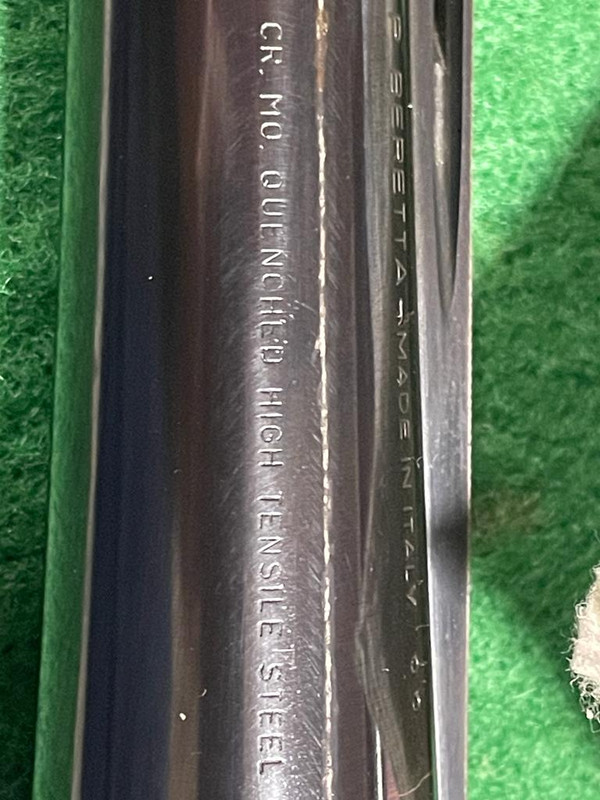 CR. MO. QUENCHED HIGH TENSILE STEEL
P BERETTA - MADE IN ITALY